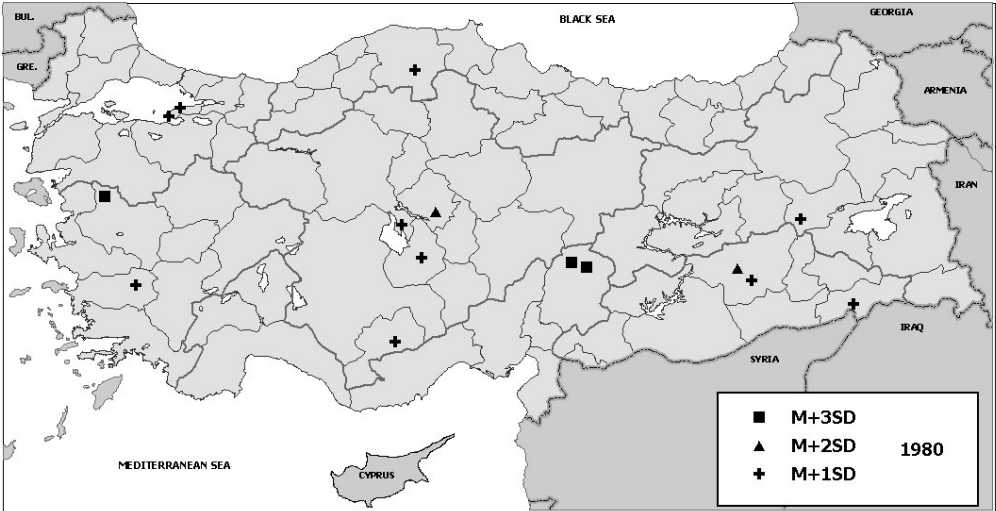 BUL.
BLACK SEA
GEORGIA
GRE.
ARMENIA
IRAN
IRAQ
SYRIA
M+3SD
M+2SD
1980
M+1SD
MEDITERRANEAN SEA
CYPRUS